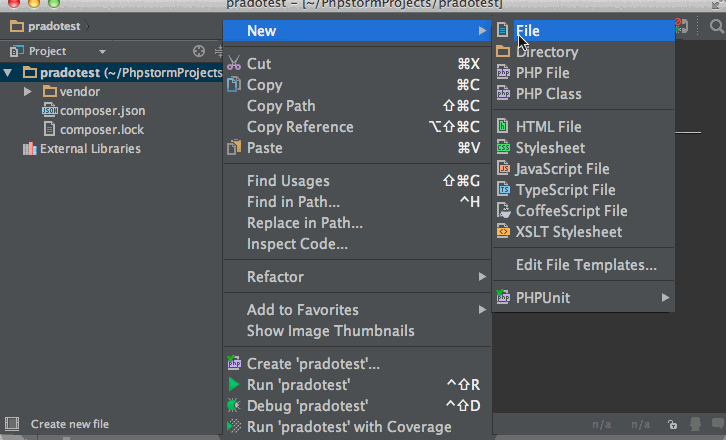 pradotest – [~/PhpstormProjects/pradotest]
pradotest
Project
pradotest (~/PhpstormProjects
vendor
composer.json
composer.lock
External Libraries
New
Cut ⌘X
Copy ⌘C
Copy Path ⇧⌘C
Copy Reference ⌥⇧⌘C
Paste ⌘V
Find Usages ⇧⌘G
Find in Path... ^H
Replace in Path...
Inspect Code...
Refactor
Add to Favorites
Show Image Thumbnails
Create 'pradotest'...
Run 'pradotest' ^⇧R
Debug 'pradotest' ^⇧D
Run 'pradotest' with Coverage
File
Directory
PHP File
PHP Class
HTML File
Stylesheet
JavaScript File
TypeScript File
CoffeeScript File
XSLT Stylesheet
Edit File Templates...
PHPUnit
Create new file
n/a n/a